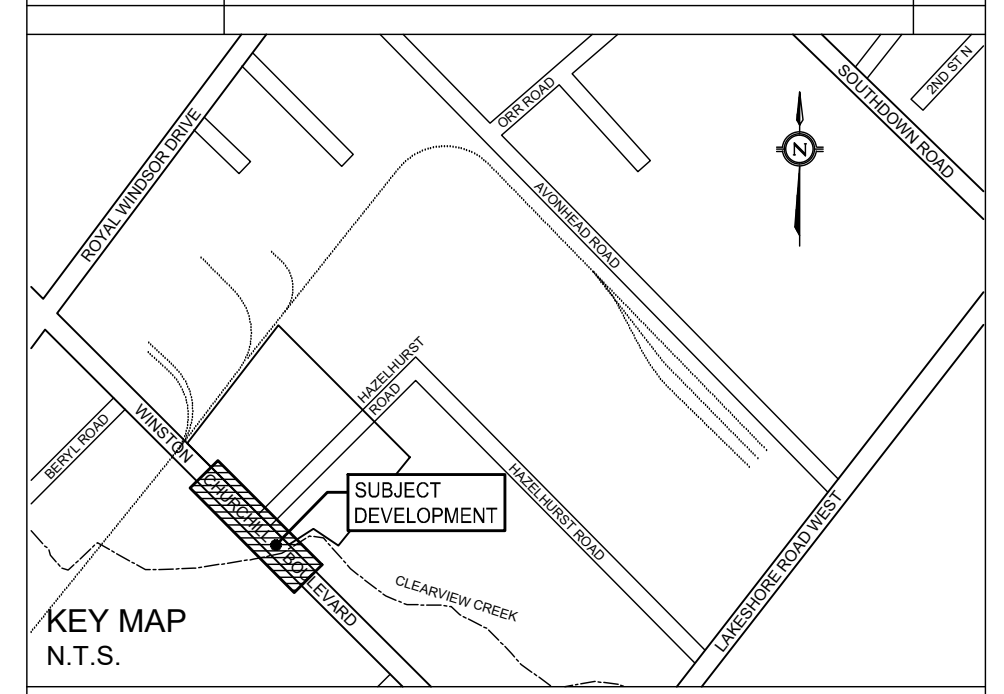 ROYAL WINDSOR DRIVE
ORR ROAD
SOUTHDOWN ROAD
2ND ST N
N
AVONHEAD ROAD
HAZELHURST
ROAD
BERYL ROAD
WINSTON
CHURCHILL
BOULEVARD
SUBJECT
DEVELOPMENT
HAZELHURST ROAD
LAKESHORE ROAD WEST
CLEARVIEW CREEK
KEY MAP
N.T.S.